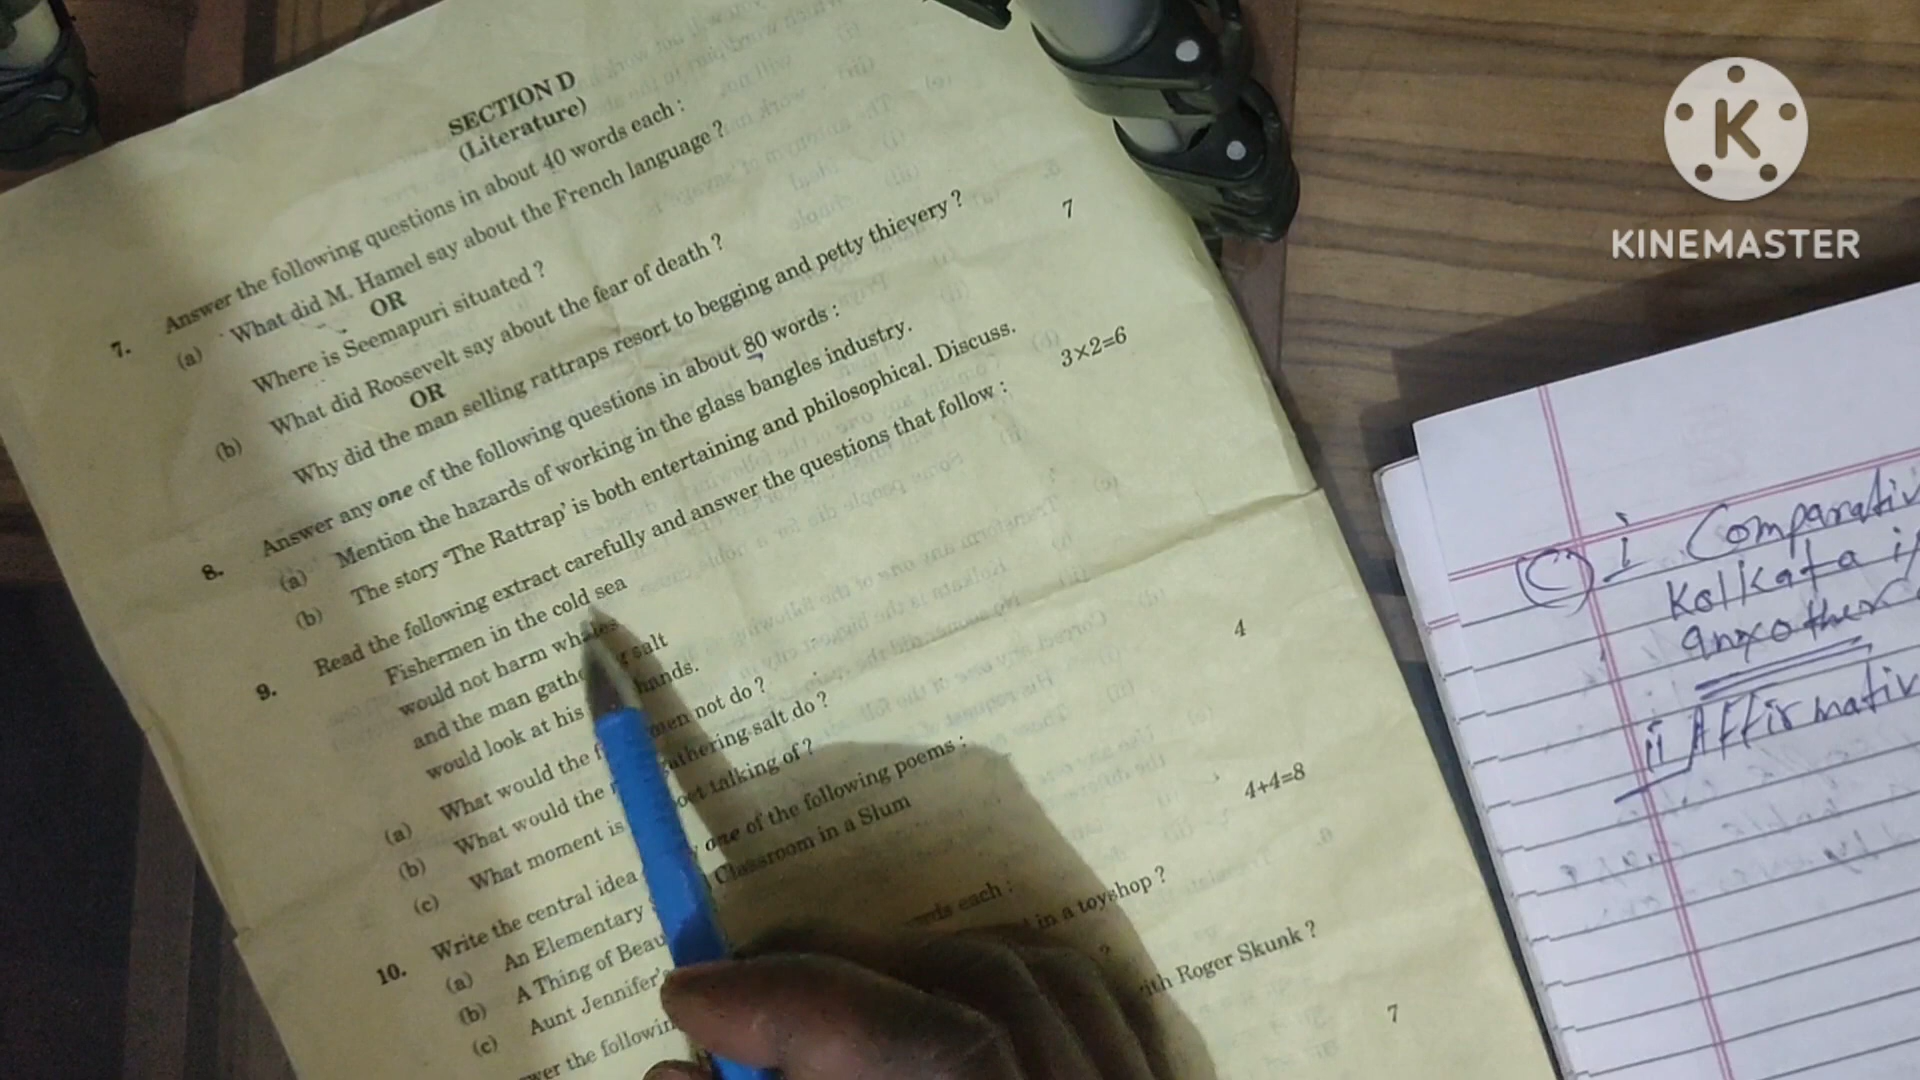 SECTION D
(Literature)
7. Answer the following questions in about 40 words each :
(a) What did M. Hamel say about the French language ?
OR
Where is Seemapuri situated ?
(b) What did Roosevelt say about the fear of death ?
OR
Why did the man selling rattraps resort to begging and petty thievery ? 7
8. Answer any one of the following questions in about 80 words :
(a) Mention the hazards of working in the glass bangles industry.
(b) The story 'The Rattrap' is both entertaining and philosophical. Discuss.
9. Read the following extract carefully and answer the questions that follow : 3×2=6
Fishermen in the cold sea
would not harm whales
and the man salt
would look at his hands.
(a) What would the not do ?
(b) What would the gathering salt do ?
(c) What moment is talking of ? 4
10. Write the central idea one of the following poems : 4+4=8
(a) An Elementary Classroom in a Slum
(b) A Thing of
(c) Aunt Jennifer's
the each :
in a toyshop ?
Roger Skunk ?
7
(C) i Comparativ
Kolkata
another
ii Affirmativ
K
KINEMASTER